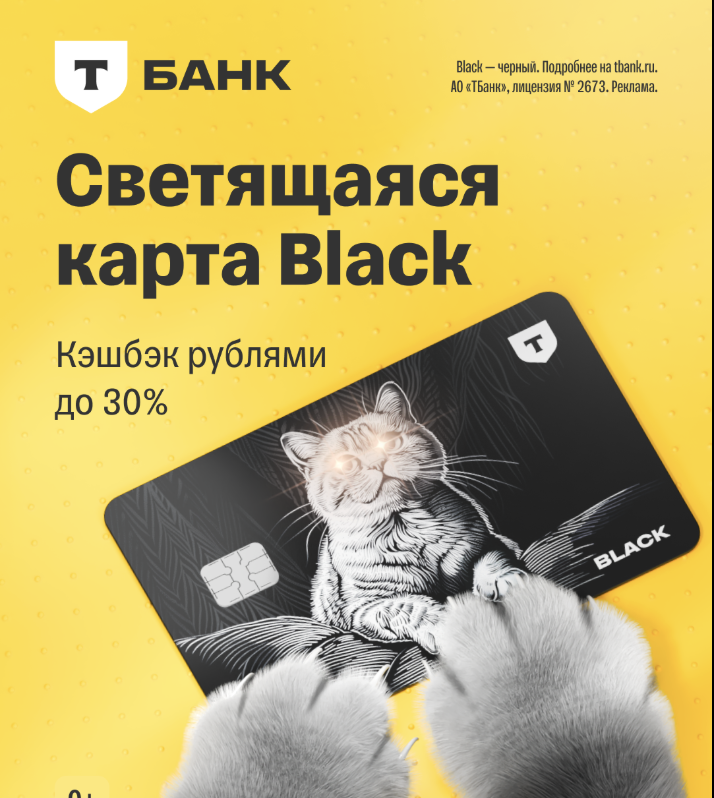 Т БАНК
Black — черный. Подробнее на tbank.ru.
АО «ТБанк», лицензия № 2673. Реклама.
Светящаяся
карта Black
Кэшбэк рублями
до 30%
Т
BLACK